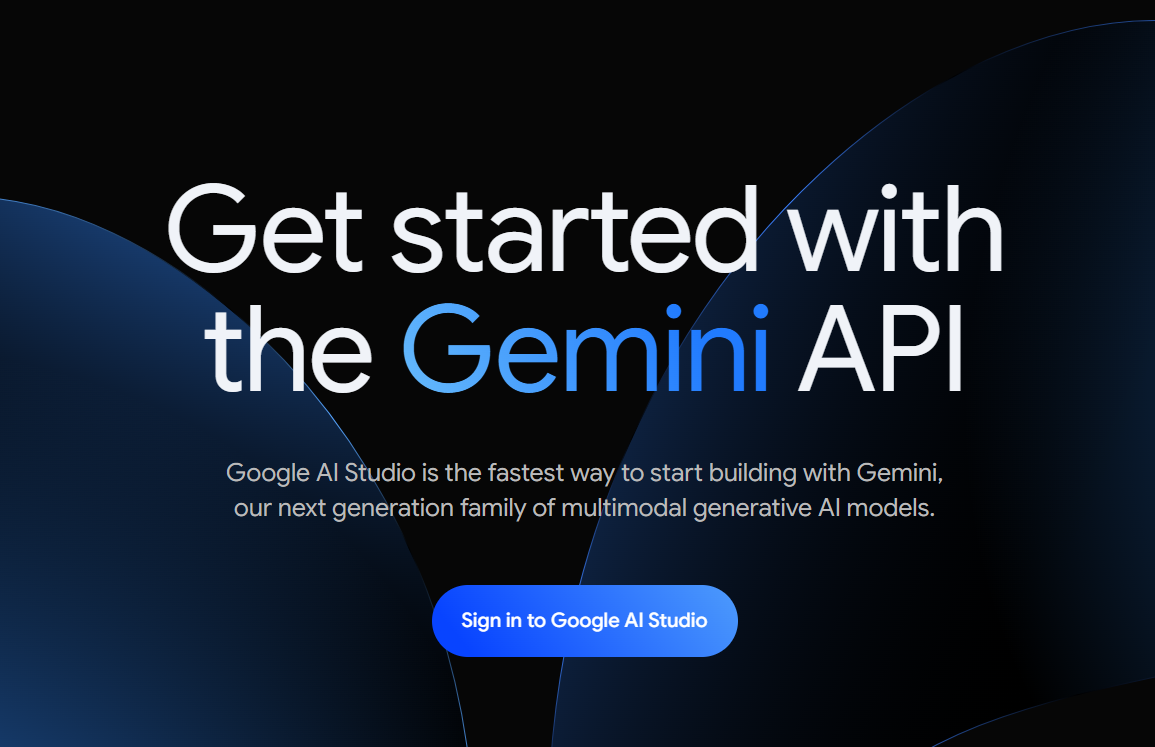 Get started with
the Gemini API
Google AI Studio is the fastest way to start building with Gemini,
our next generation family of multimodal generative AI models.
Sign in to Google AI Studio